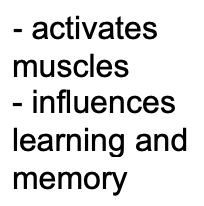 - activates
muscles
- influences
learning and
memory